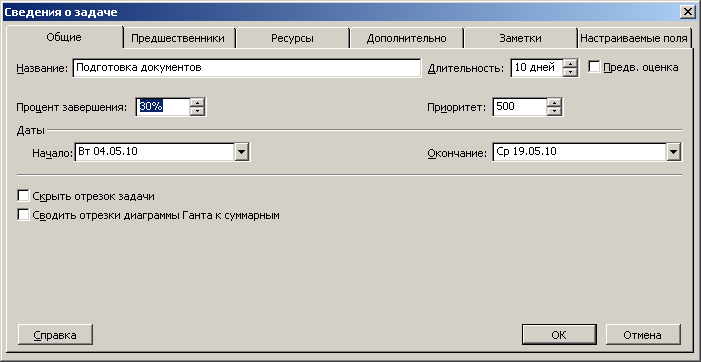 Сведения о задаче
Общие Предшественники Ресурсы Дополнительно Заметки Настраиваемые поля
Название: Подготовка документов Длительность: 10 дней Предв. оценка
Процент завершения: 30% Приоритет: 500
Даты
Начало: Вт 04.05.10 Окончание: Ср 19.05.10
Скрыть отрезок задачи
Сводить отрезки диаграммы Ганта к суммарным
Справка ОК Отмена